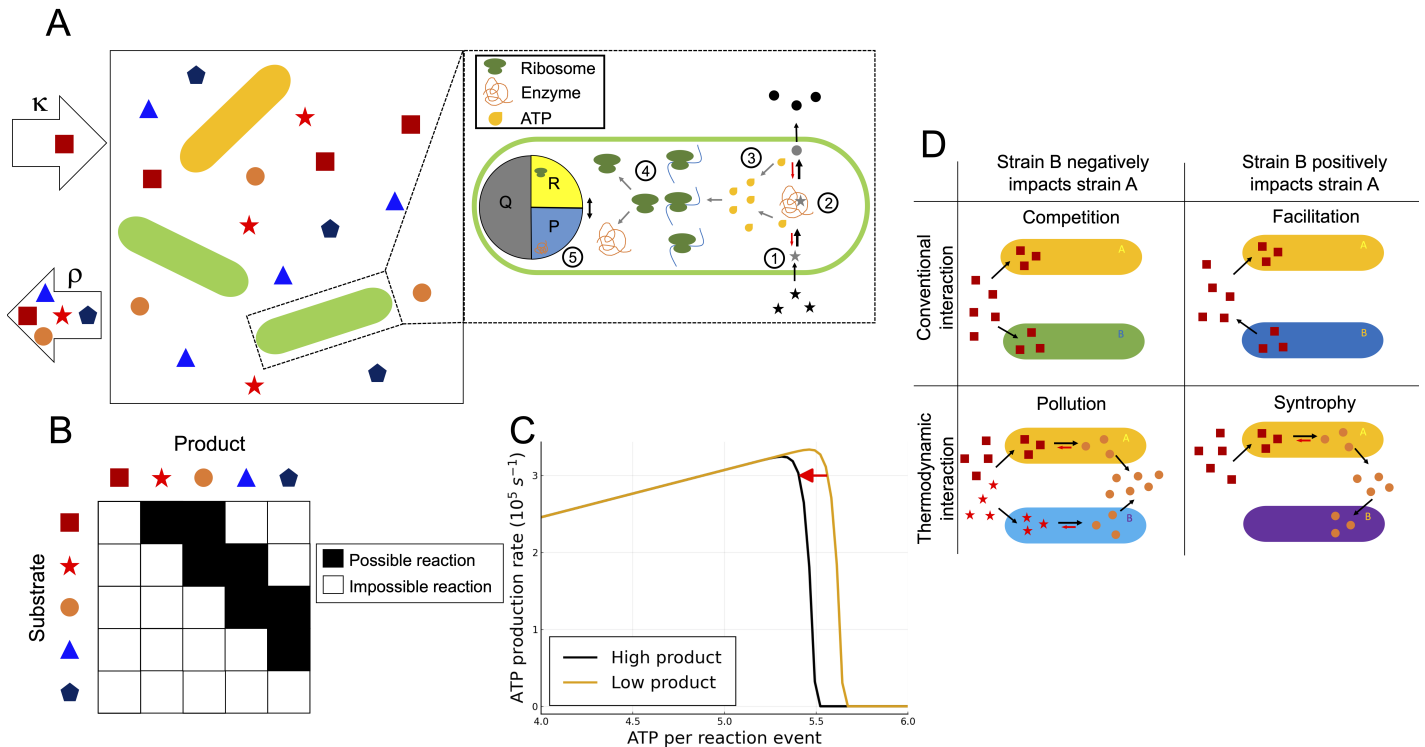 A
κ
ρ
Ribosome
Enzyme
ATP
Q
R
P
1
2
3
4
5
B
Product
Substrate
Possible reaction
Impossible reaction
C
ATP production rate (10⁵ s⁻¹)
3
2
1
0
High product
Low product
4.0
4.5
5.0
5.5
6.0
ATP per reaction event
D
Strain B negatively
impacts strain A
Strain B positively
impacts strain A
Conventional
interaction
Competition
A
B
Facilitation
A
B
Thermodynamic
interaction
Pollution
A
B
Syntrophy
A
B